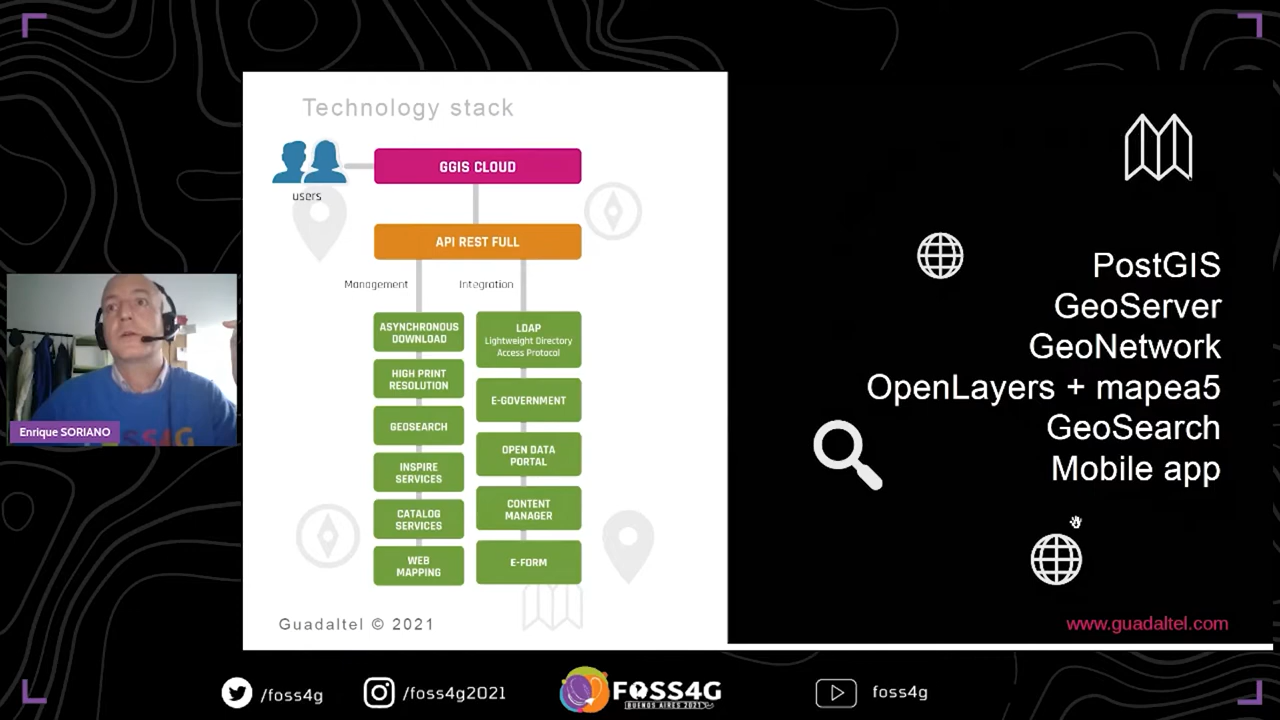 Technology stack
users
GGIS CLOUD
API REST FULL
Management
Integration
ASYNCHRONOUS
DOWNLOAD
HIGH PRINT
RESOLUTION
GEOSEARCH
INSPIRE
SERVICES
CATALOG
SERVICES
WEB
MAPPING
LDAP
Lightweight Directory
Access Protocol
E-GOVERNMENT
OPEN DATA
PORTAL
CONTENT
MANAGER
E-FORM
Guadaltel © 2021
PostGIS
GeoServer
GeoNetwork
OpenLayers + mapea5
GeoSearch
Mobile app
www.guadaltel.com
Enrique SORIANO
/foss4g
/foss4g2021
FOSS4G
BUENOS AIRES 2021
foss4g